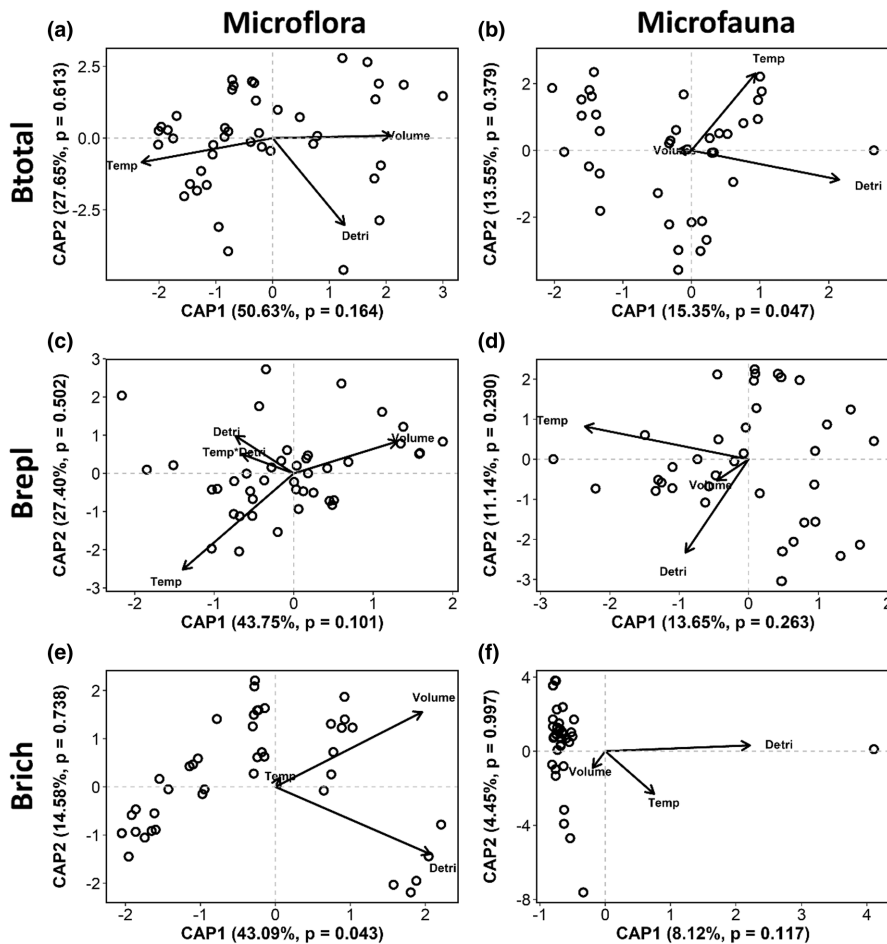 Microflora
Microfauna
Btotal
(a)
CAP2 (27.65%, p = 0.613)
2.5
0.0
-2.5
Volume
Temp
Detri
-2
-1
0
1
2
3
CAP1 (50.63%, p = 0.164)
(b)
CAP2 (13.55%, p = 0.379)
2
0
-2
Temp
Volume
Detri
-2
-1
0
1
2
CAP1 (15.35%, p = 0.047)
Brepl
(c)
CAP2 (27.40%, p = 0.502)
3
2
1
0
-1
-2
-3
Detri
Volume
Temp*Detri
Temp
-2
-1
0
1
2
CAP1 (43.75%, p = 0.101)
(d)
CAP2 (11.14%, p = 0.290)
2
1
0
-1
-2
-3
Temp
Volume
Detri
-3
-2
-1
0
1
2
CAP1 (13.65%, p = 0.263)
Brich
(e)
CAP2 (14.58%, p = 0.738)
2
1
0
-1
-2
Volume
Temp
Detri
-2
-1
0
1
2
CAP1 (43.09%, p = 0.043)
(f)
CAP2 (4.45%, p = 0.997)
4
0
-4
-8
Detri
Volume
Temp
-1
0
1
2
3
4
CAP1 (8.12%, p = 0.117)